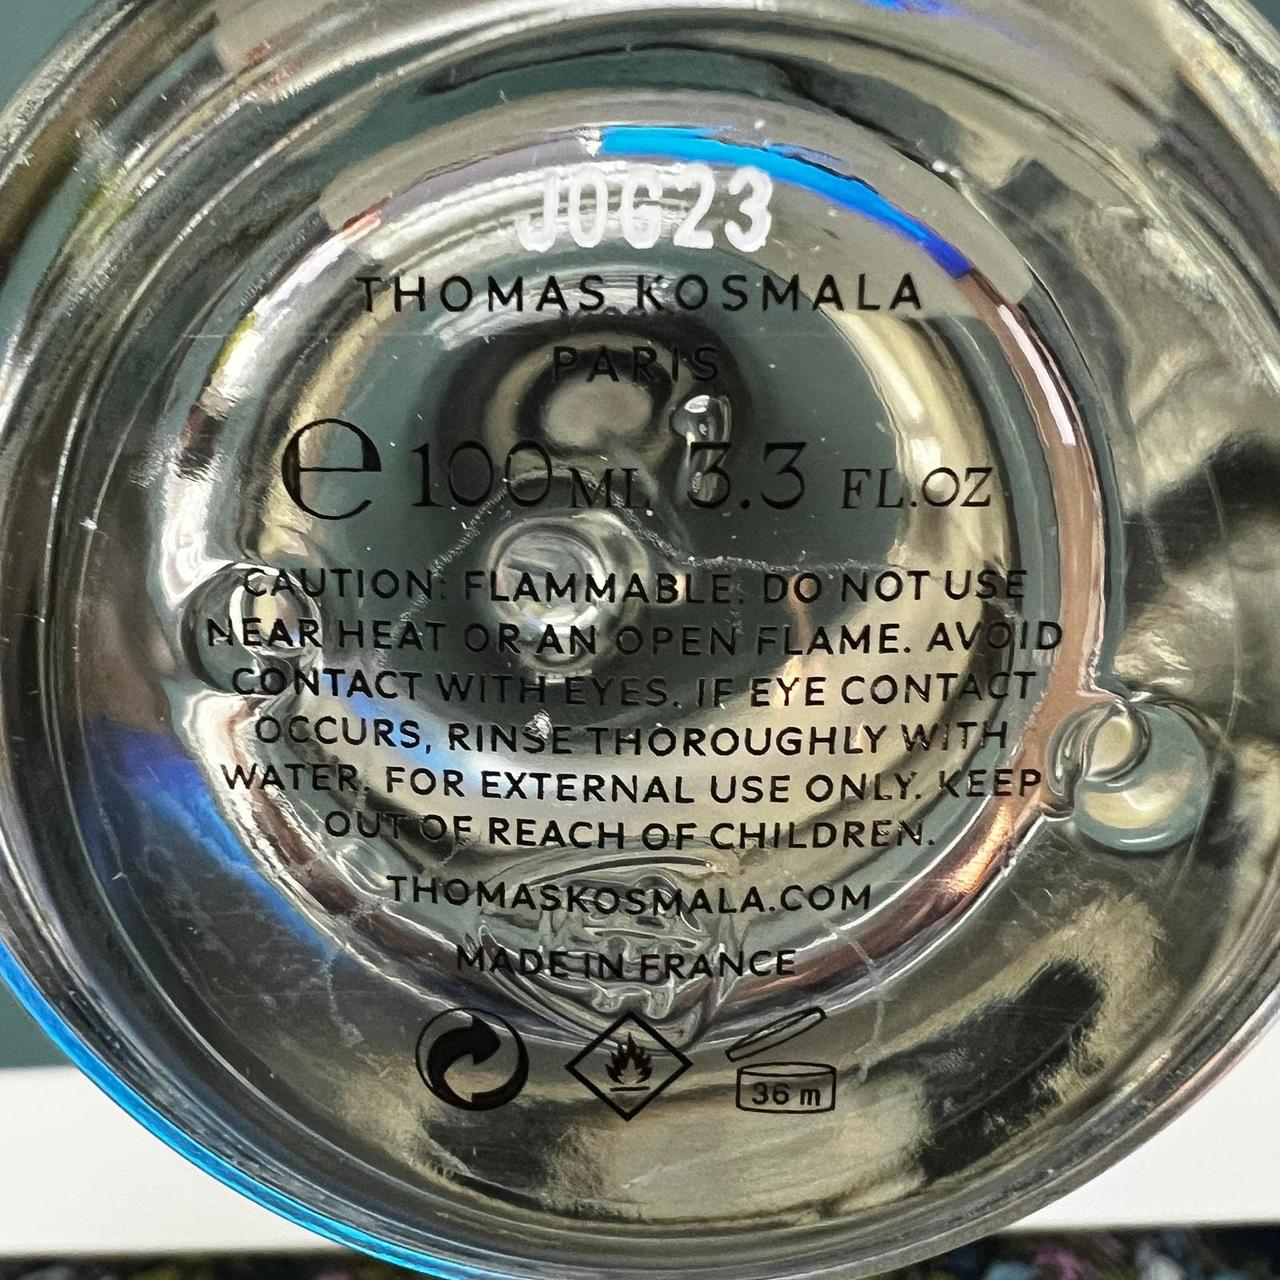 J0G23
THOMAS KOSMALA
PARIS
℮ 100 ML 3.3 FL.OZ
CAUTION: FLAMMABLE. DO NOT USE
NEAR HEAT OR AN OPEN FLAME. AVOID
CONTACT WITH EYES. IF EYE CONTACT
OCCURS, RINSE THOROUGHLY WITH
WATER. FOR EXTERNAL USE ONLY. KEEP
OUT OF REACH OF CHILDREN.
THOMASKOSMALA.COM
MADE IN FRANCE
36 m